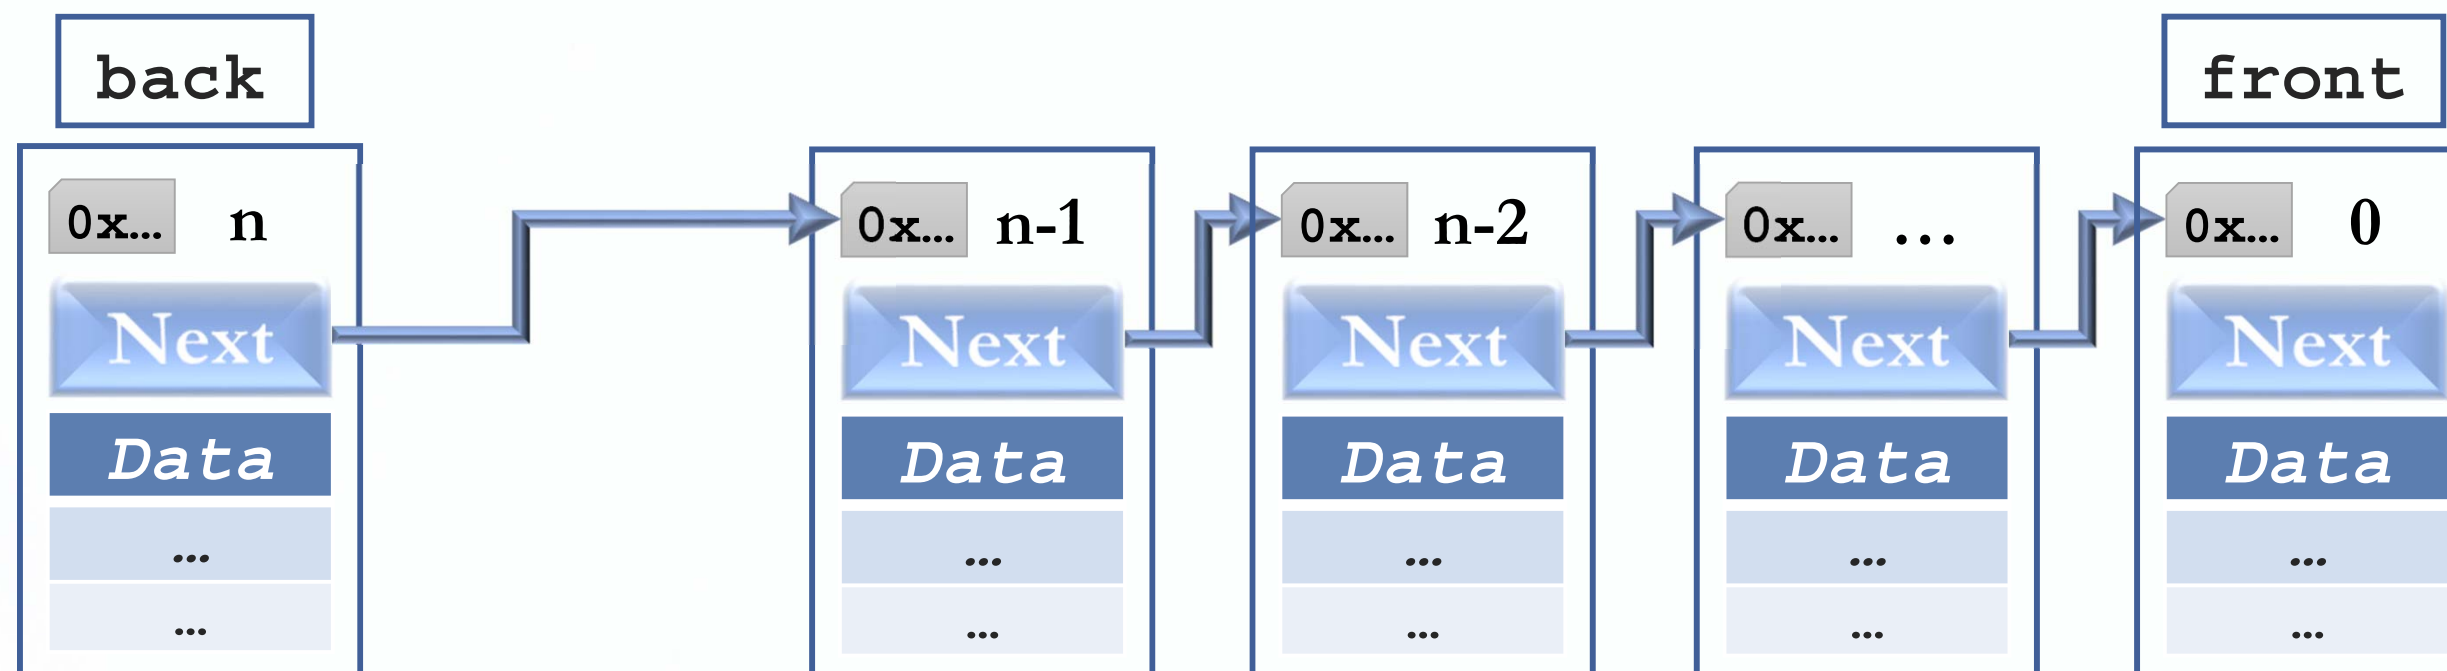 back
front
0x... n
0x... n-1
0x... n-2
0x... ...
0x... 0
Next
Next
Next
Next
Next
Data
Data
Data
Data
Data
...
...
...
...
...
...
...
...
...
...